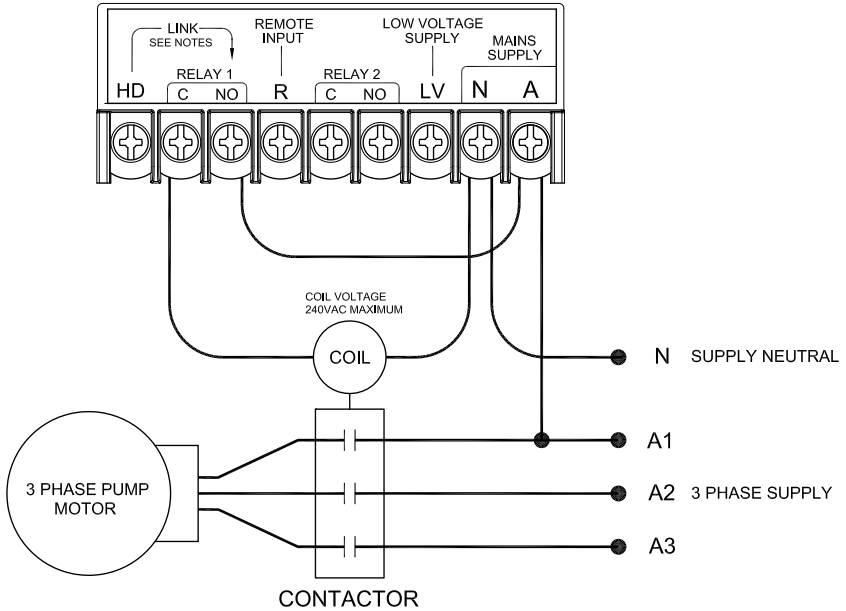 LINK
SEE NOTES
REMOTE
INPUT
LOW VOLTAGE
SUPPLY
MAINS
SUPPLY
HD
RELAY 1
C NO
R
RELAY 2
C NO
LV
N
A
COIL VOLTAGE
240VAC MAXIMUM
COIL
N SUPPLY NEUTRAL
A1
3 PHASE PUMP
MOTOR
A2 3 PHASE SUPPLY
A3
CONTACTOR